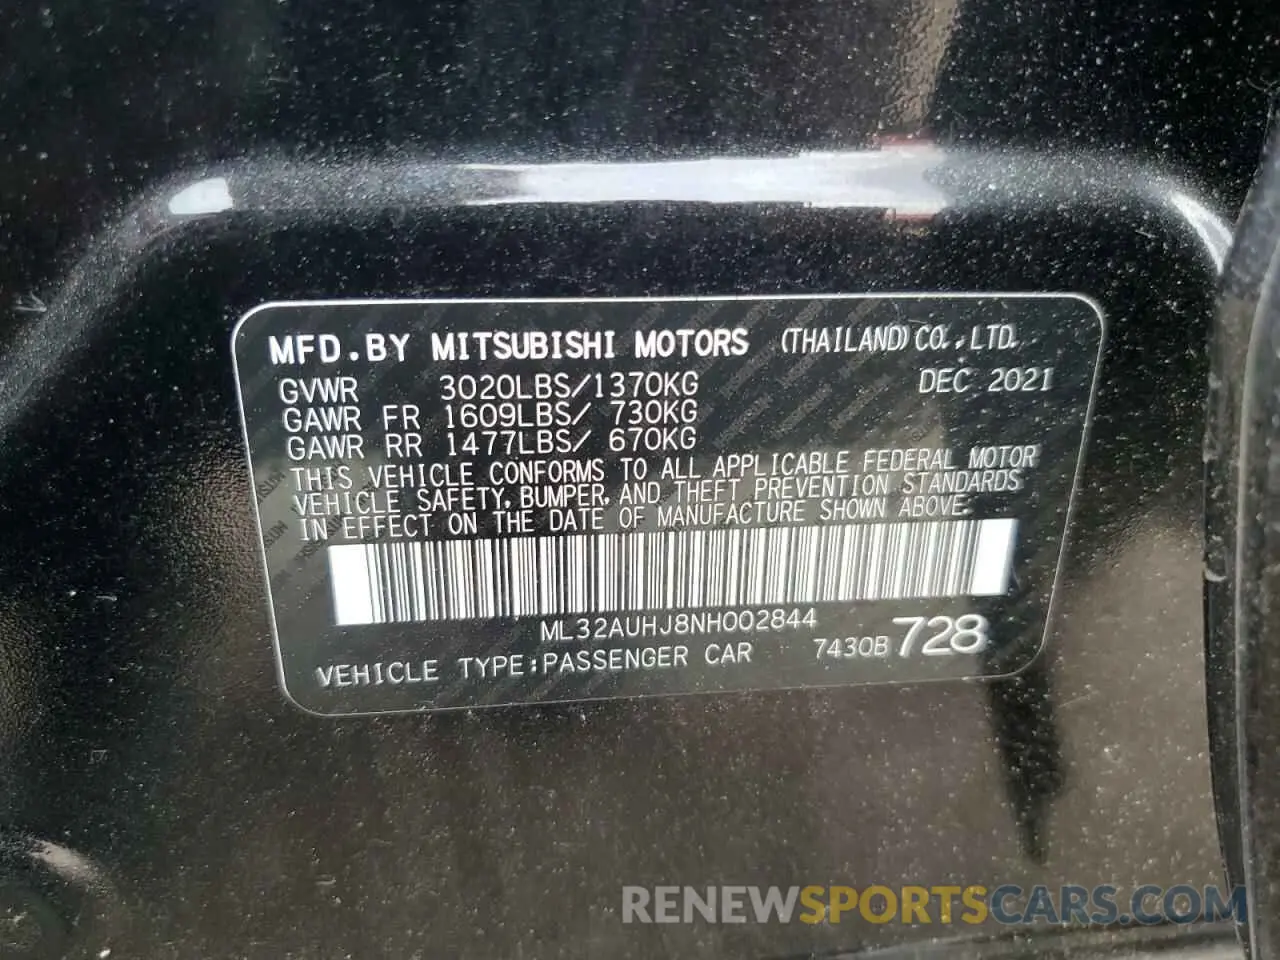 MFD.BY MITSUBISHI MOTORS (THAILAND) CO.,LTD.
GVWR 3020LBS/1370KG DEC 2021
GAWR FR 1609LBS/ 730KG
GAWR RR 1477LBS/ 670KG
THIS VEHICLE CONFORMS TO ALL APPLICABLE FEDERAL MOTOR
VEHICLE SAFETY, BUMPER, AND THEFT PREVENTION STANDARDS
IN EFFECT ON THE DATE OF MANUFACTURE SHOWN ABOVE.
ML32AUHJ8NH002844
VEHICLE TYPE:PASSENGER CAR 7430B 728
RENEWSPORTSCARS.COM